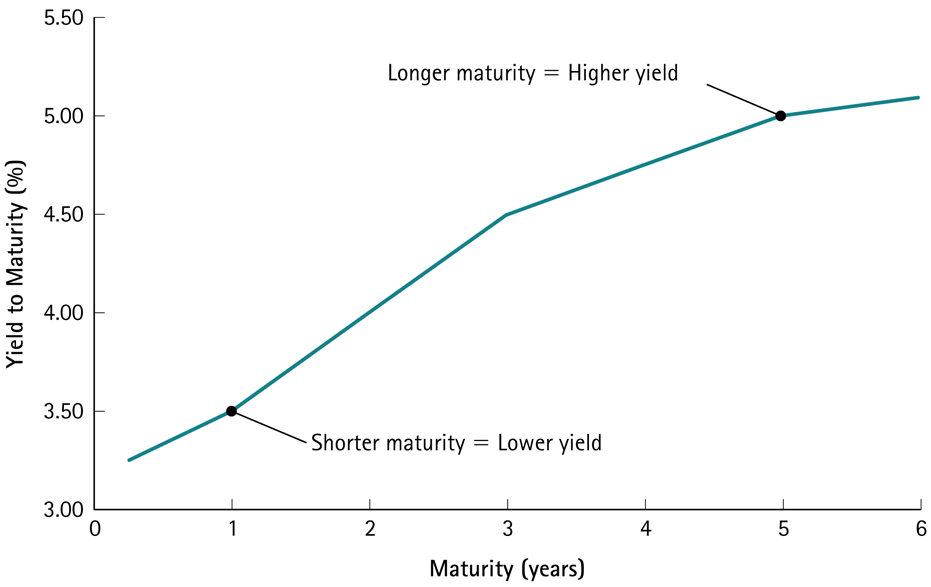 5.50
Longer maturity = Higher yield
5.00
4.50
Yield to Maturity (%)
4.00
3.50
Shorter maturity = Lower yield
3.00
0 1 2 3 4 5 6
Maturity (years)